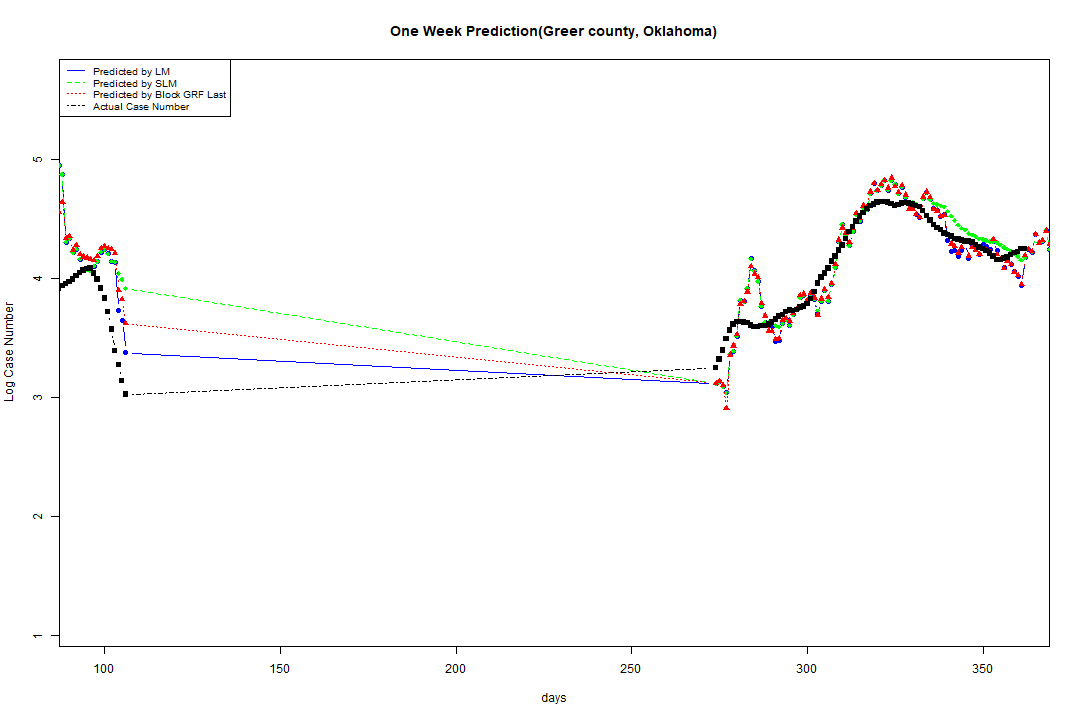 One Week Prediction(Greer county, Oklahoma)
Predicted by LM
Predicted by SLM
Predicted by Block GRF Last
Actual Case Number
5
4
3
2
1
Log Case Number
100 150 200 250 300 350
days